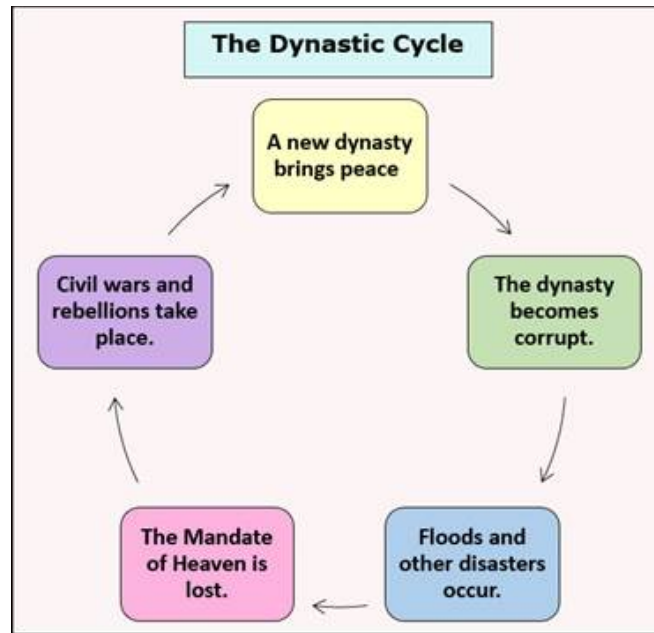 The Dynastic Cycle
A new dynasty
brings peace
The dynasty
becomes
corrupt.
Floods and
other disasters
occur.
The Mandate
of Heaven is
lost.
Civil wars and
rebellions take
place.